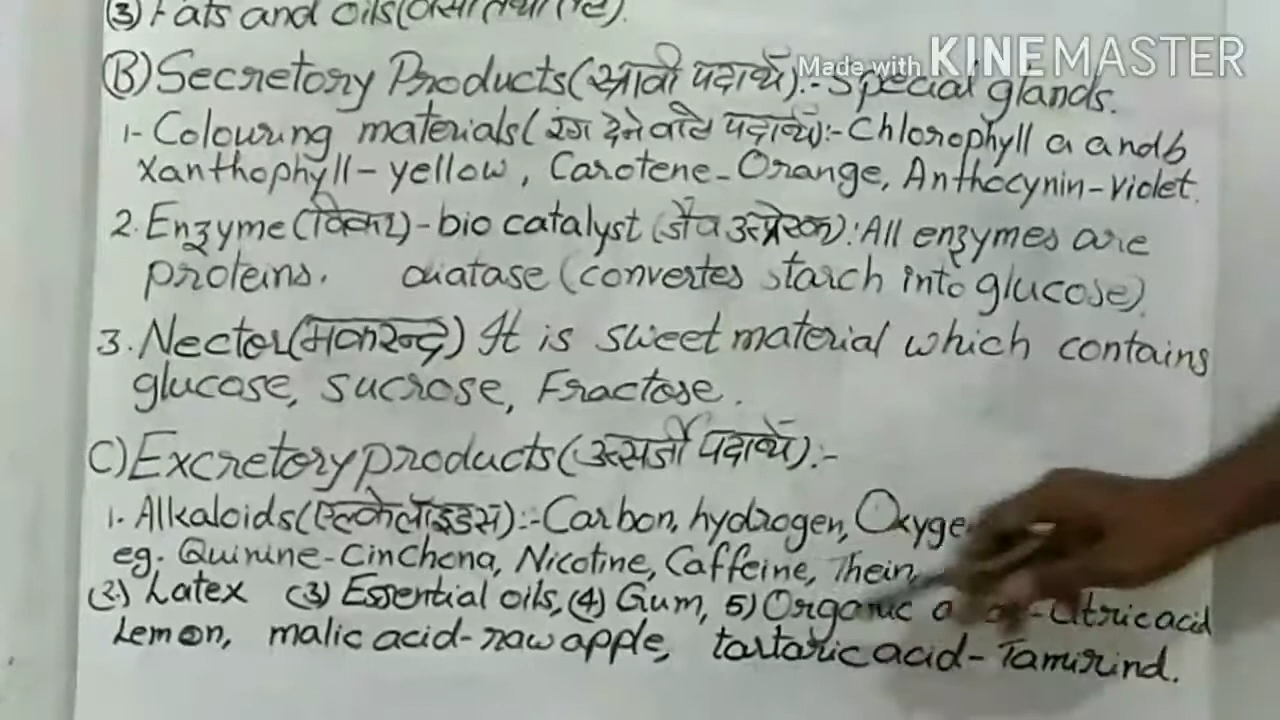 (3) Fats and oils(वसा तथा तेल).
Made with KINEMASTER
(B) Secretory Products(स्रावी पदार्थ):-Special glands.
1- Colouring materials(रंग देने वाले पदार्थ):-Chlorophyll a and b
Xanthophyll-yellow, Carotene-Orange, Anthocynin-Violet.
2. Enzyme(विकर)-bio catalyst (जैव उत्प्रेरक):All enzymes are
proteins. diatase (convertes starch into glucose).
3. Nector(मकरन्द) It is sweet material which contains
glucose, sucrose, Fractose.
C) Excretory products(उत्सर्जी पदार्थ):-
1. Alkaloids(एल्केलॉइडस):-Carbon, hydrogen, Oxyge
eg. Quinine-Cinchona, Nicotine, Caffeine, Thein,
(2.) Latex (3) Essential oils, (4) Gum, 5) Organic a -Citric acid
Lemon, malic acid-raw apple, tartaric acid-Tamirind.